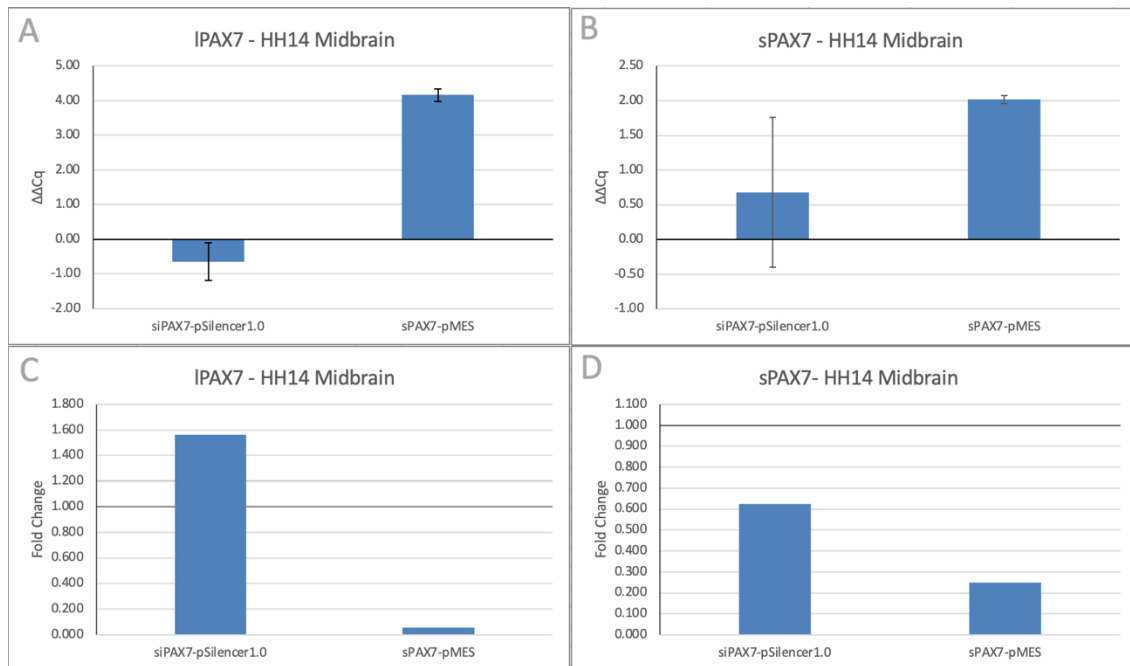 A
lPAX7 - HH14 Midbrain
5.00
4.00
3.00
2.00
1.00
0.00
-1.00
-2.00
ΔΔCq
siPAX7-pSilencer1.0
sPAX7-pMES
B
sPAX7 - HH14 Midbrain
2.50
2.00
1.50
1.00
0.50
0.00
-0.50
-1.00
ΔΔCq
siPAX7-pSilencer1.0
sPAX7-pMES
C
lPAX7 - HH14 Midbrain
1.800
1.600
1.400
1.200
1.000
0.800
0.600
0.400
0.200
0.000
Fold Change
siPAX7-pSilencer1.0
sPAX7-pMES
D
sPAX7- HH14 Midbrain
1.100
1.000
0.900
0.800
0.700
0.600
0.500
0.400
0.300
0.200
0.100
0.000
Fold Change
siPAX7-pSilencer1.0
sPAX7-pMES